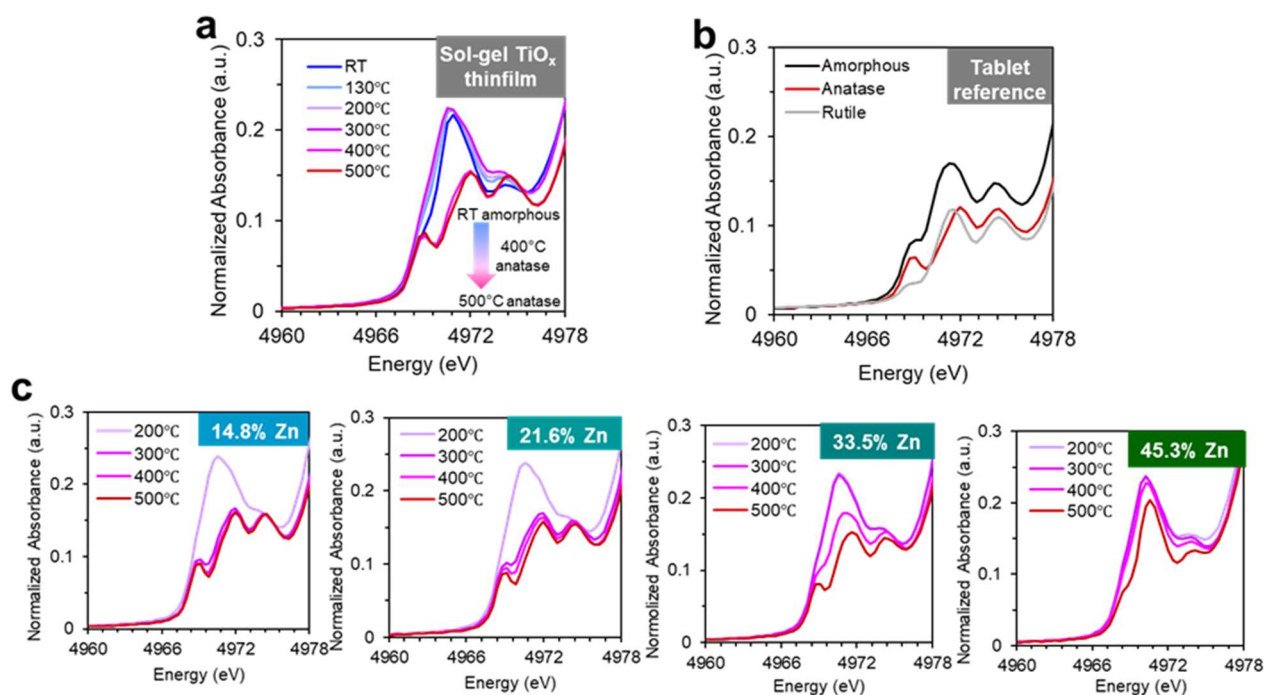 a
Sol-gel TiOₓ
thinfilm
Normalized Absorbance (a.u.)
0.3
0.2
0.1
0
RT
130℃
200℃
300℃
400℃
500℃
RT amorphous
400°C
anatase
500°C anatase
4960
4966
4972
4978
Energy (eV)
b
Tablet
reference
Normalized Absorbance (a.u.)
0.3
0.2
0.1
0
Amorphous
Anatase
Rutile
4960
4966
4972
4978
Energy (eV)
c
14.8% Zn
Normalized Absorbance (a.u.)
0.3
0.2
0.1
0
200℃
300℃
400℃
500℃
4960
4966
4972
4978
Energy (eV)
21.6% Zn
Normalized Absorbance (a.u.)
0.3
0.2
0.1
0
200℃
300℃
400℃
500℃
4960
4966
4972
4978
Energy (eV)
33.5% Zn
Normolized Absorbance (a.u.)
0.3
0.2
0.1
0
200℃
300℃
400℃
500℃
4960
4966
4972
4978
Energy (eV)
45.3% Zn
Normalized Absorbance (a.u.)
0.3
0.2
0.1
0
200℃
300℃
400℃
500℃
4960
4966
4972
4978
Energy (eV)